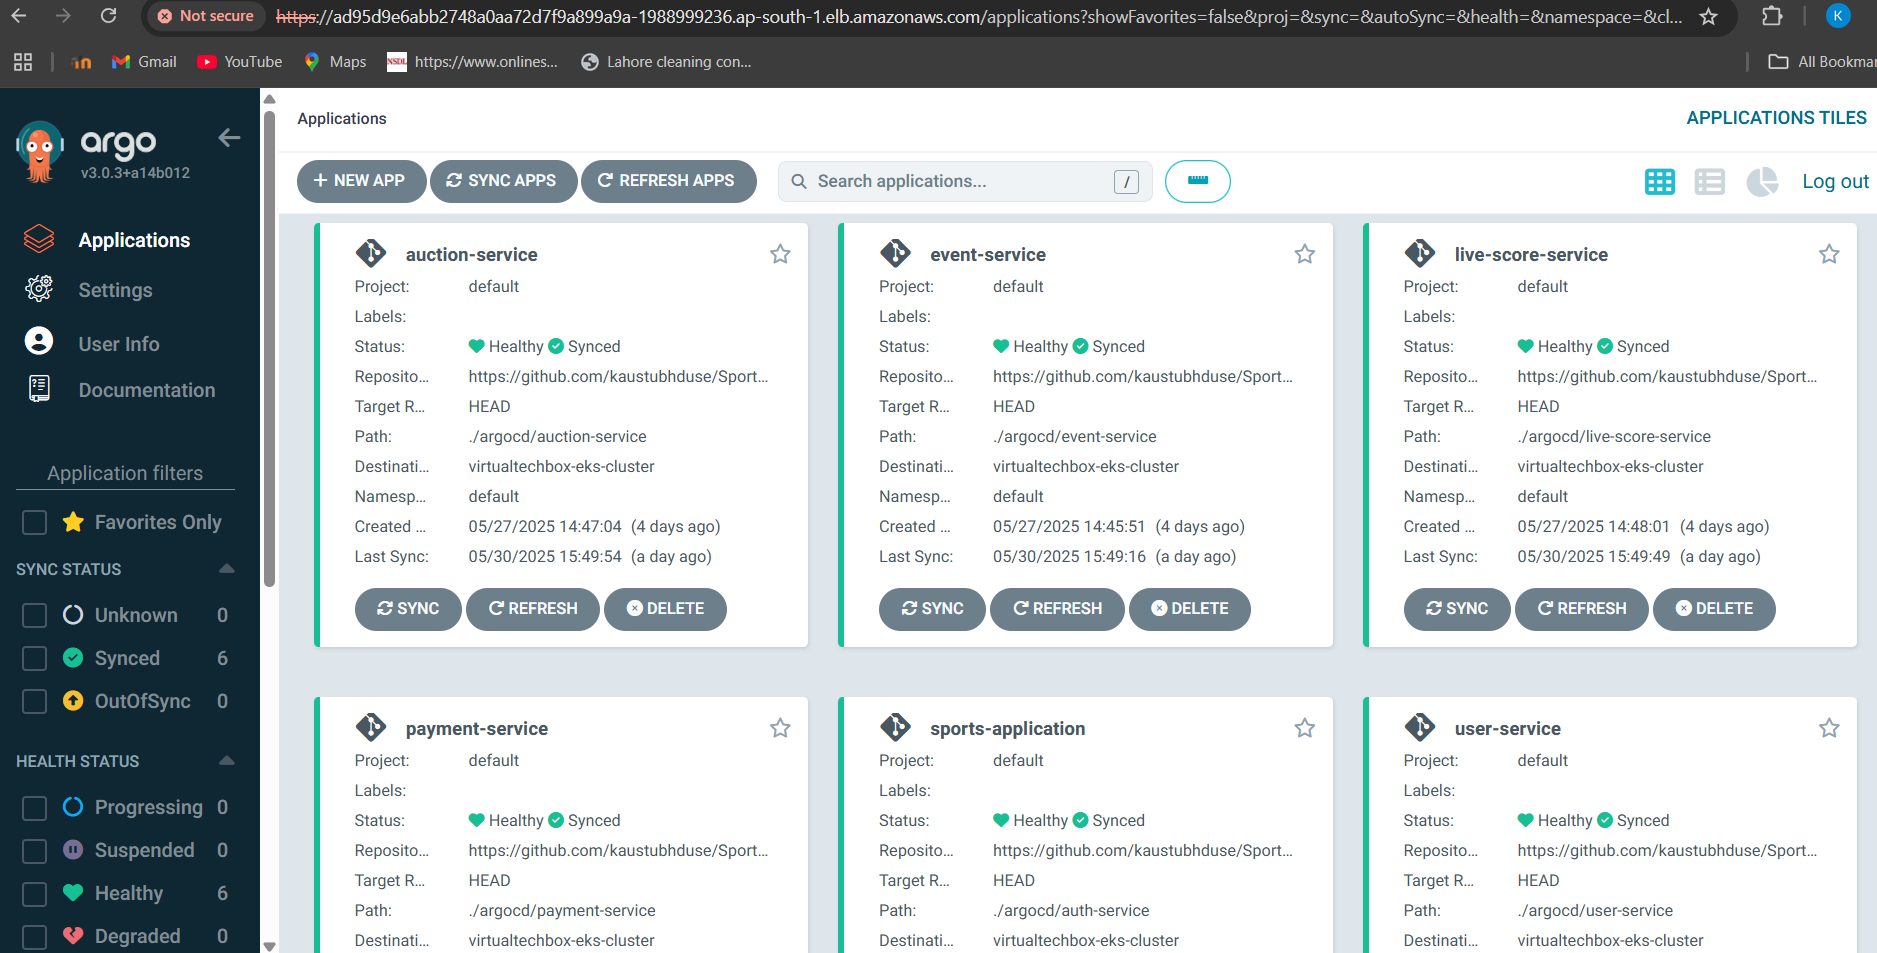 Not secure
https://ad95d9e6abb2748a0aa72d7f9a899a9a-1988999236.ap-south-1.elb.amazonaws.com/applications?showFavorites=false&proj=&sync=&autoSync=&health=&namespace=&cl...
K
in
Gmail
YouTube
Maps
NSDL
https://www.onlines...
Lahore cleaning con...
All Bookmar
argo
v3.0.3+a14b012
Applications
Settings
User Info
Documentation
Application filters
Favorites Only
SYNC STATUS
Unknown 0
Synced 6
OutOfSync 0
HEALTH STATUS
Progressing 0
Suspended 0
Healthy 6
Degraded 0
Applications
APPLICATIONS TILES
NEW APP
SYNC APPS
REFRESH APPS
Search applications...
/
Log out
auction-service
Project: default
Labels:
Status: Healthy Synced
Reposito... https://github.com/kaustubhduse/Sport...
Target R... HEAD
Path: ./argocd/auction-service
Destinati... virtualtechbox-eks-cluster
Namesp... default
Created ... 05/27/2025 14:47:04 (4 days ago)
Last Sync: 05/30/2025 15:49:54 (a day ago)
SYNC REFRESH DELETE
event-service
Project: default
Labels:
Status: Healthy Synced
Reposito... https://github.com/kaustubhduse/Sport...
Target R... HEAD
Path: ./argocd/event-service
Destinati... virtualtechbox-eks-cluster
Namesp... default
Created ... 05/27/2025 14:45:51 (4 days ago)
Last Sync: 05/30/2025 15:49:16 (a day ago)
SYNC REFRESH DELETE
live-score-service
Project: default
Labels:
Status: Healthy Synced
Reposito... https://github.com/kaustubhduse/Sport...
Target R... HEAD
Path: ./argocd/live-score-service
Destinati... virtualtechbox-eks-cluster
Namesp... default
Created ... 05/27/2025 14:48:01 (4 days ago)
Last Sync: 05/30/2025 15:49:49 (a day ago)
SYNC REFRESH DELETE
payment-service
Project: default
Labels:
Status: Healthy Synced
Reposito... https://github.com/kaustubhduse/Sport...
Target R... HEAD
Path: ./argocd/payment-service
Destinati... virtualtechbox-eks-cluster
sports-application
Project: default
Labels:
Status: Healthy Synced
Reposito... https://github.com/kaustubhduse/Sport...
Target R... HEAD
Path: ./argocd/auth-service
Destinati... virtualtechbox-eks-cluster
user-service
Project: default
Labels:
Status: Healthy Synced
Reposito... https://github.com/kaustubhduse/Sport...
Target R... HEAD
Path: ./argocd/user-service
Destinati... virtualtechbox-eks-cluster